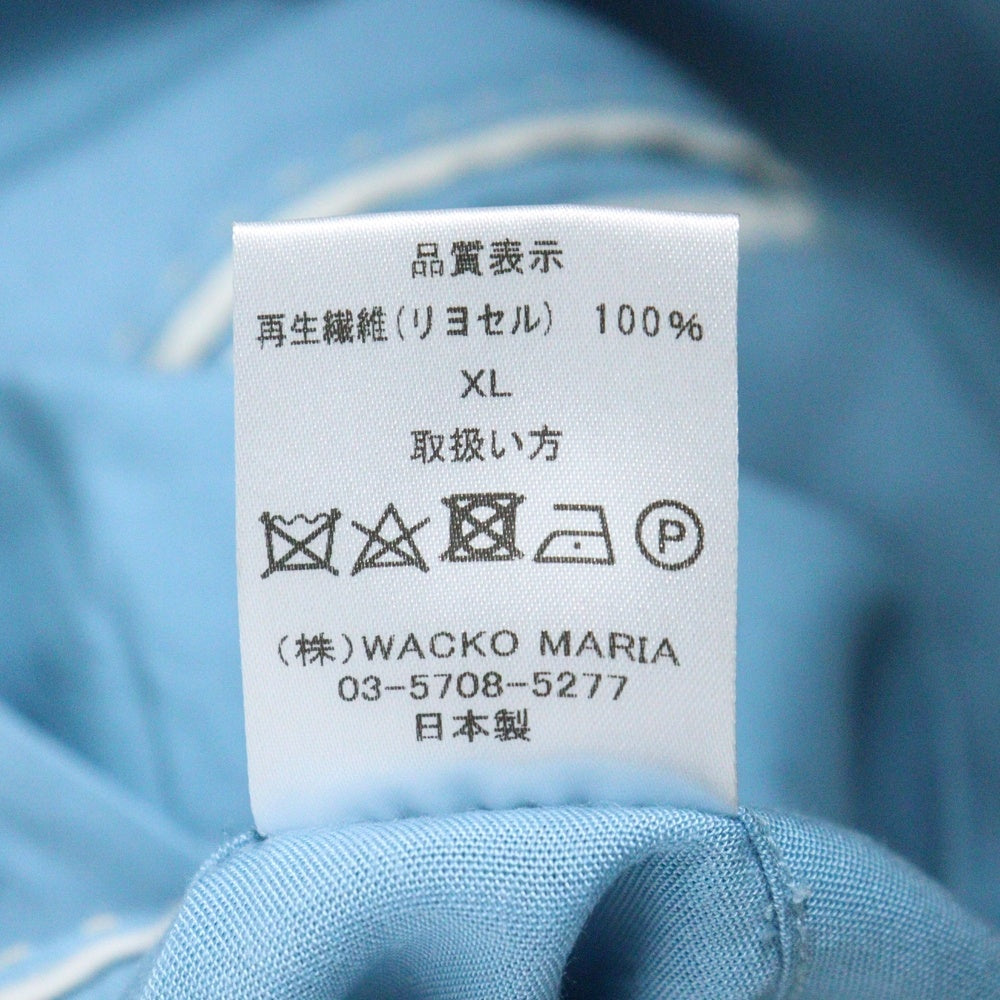 品質表示
再生繊維(リヨセル) 100%
XL
取扱い方
P
(株)WACKO MARIA
03-5708-5277
日本製